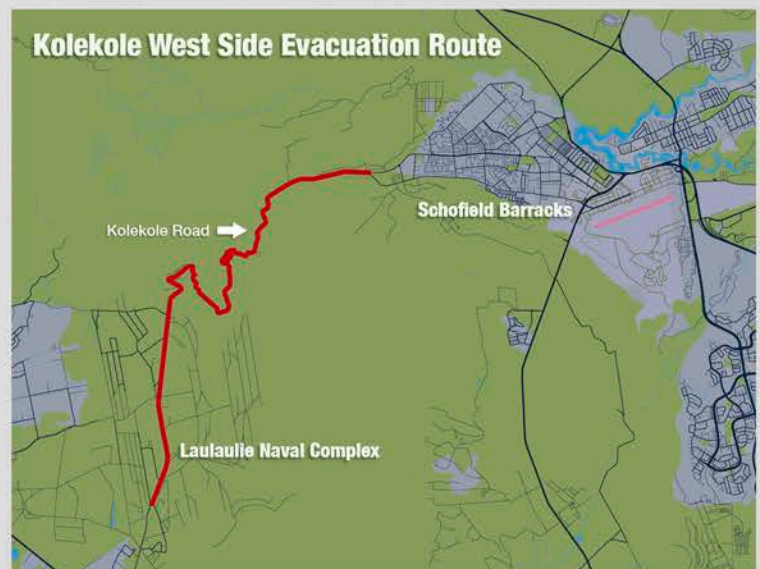 Kolekole West Side Evacuation Route
Kolekole Road
Schofield Barracks
Laulaulie Naval Complex